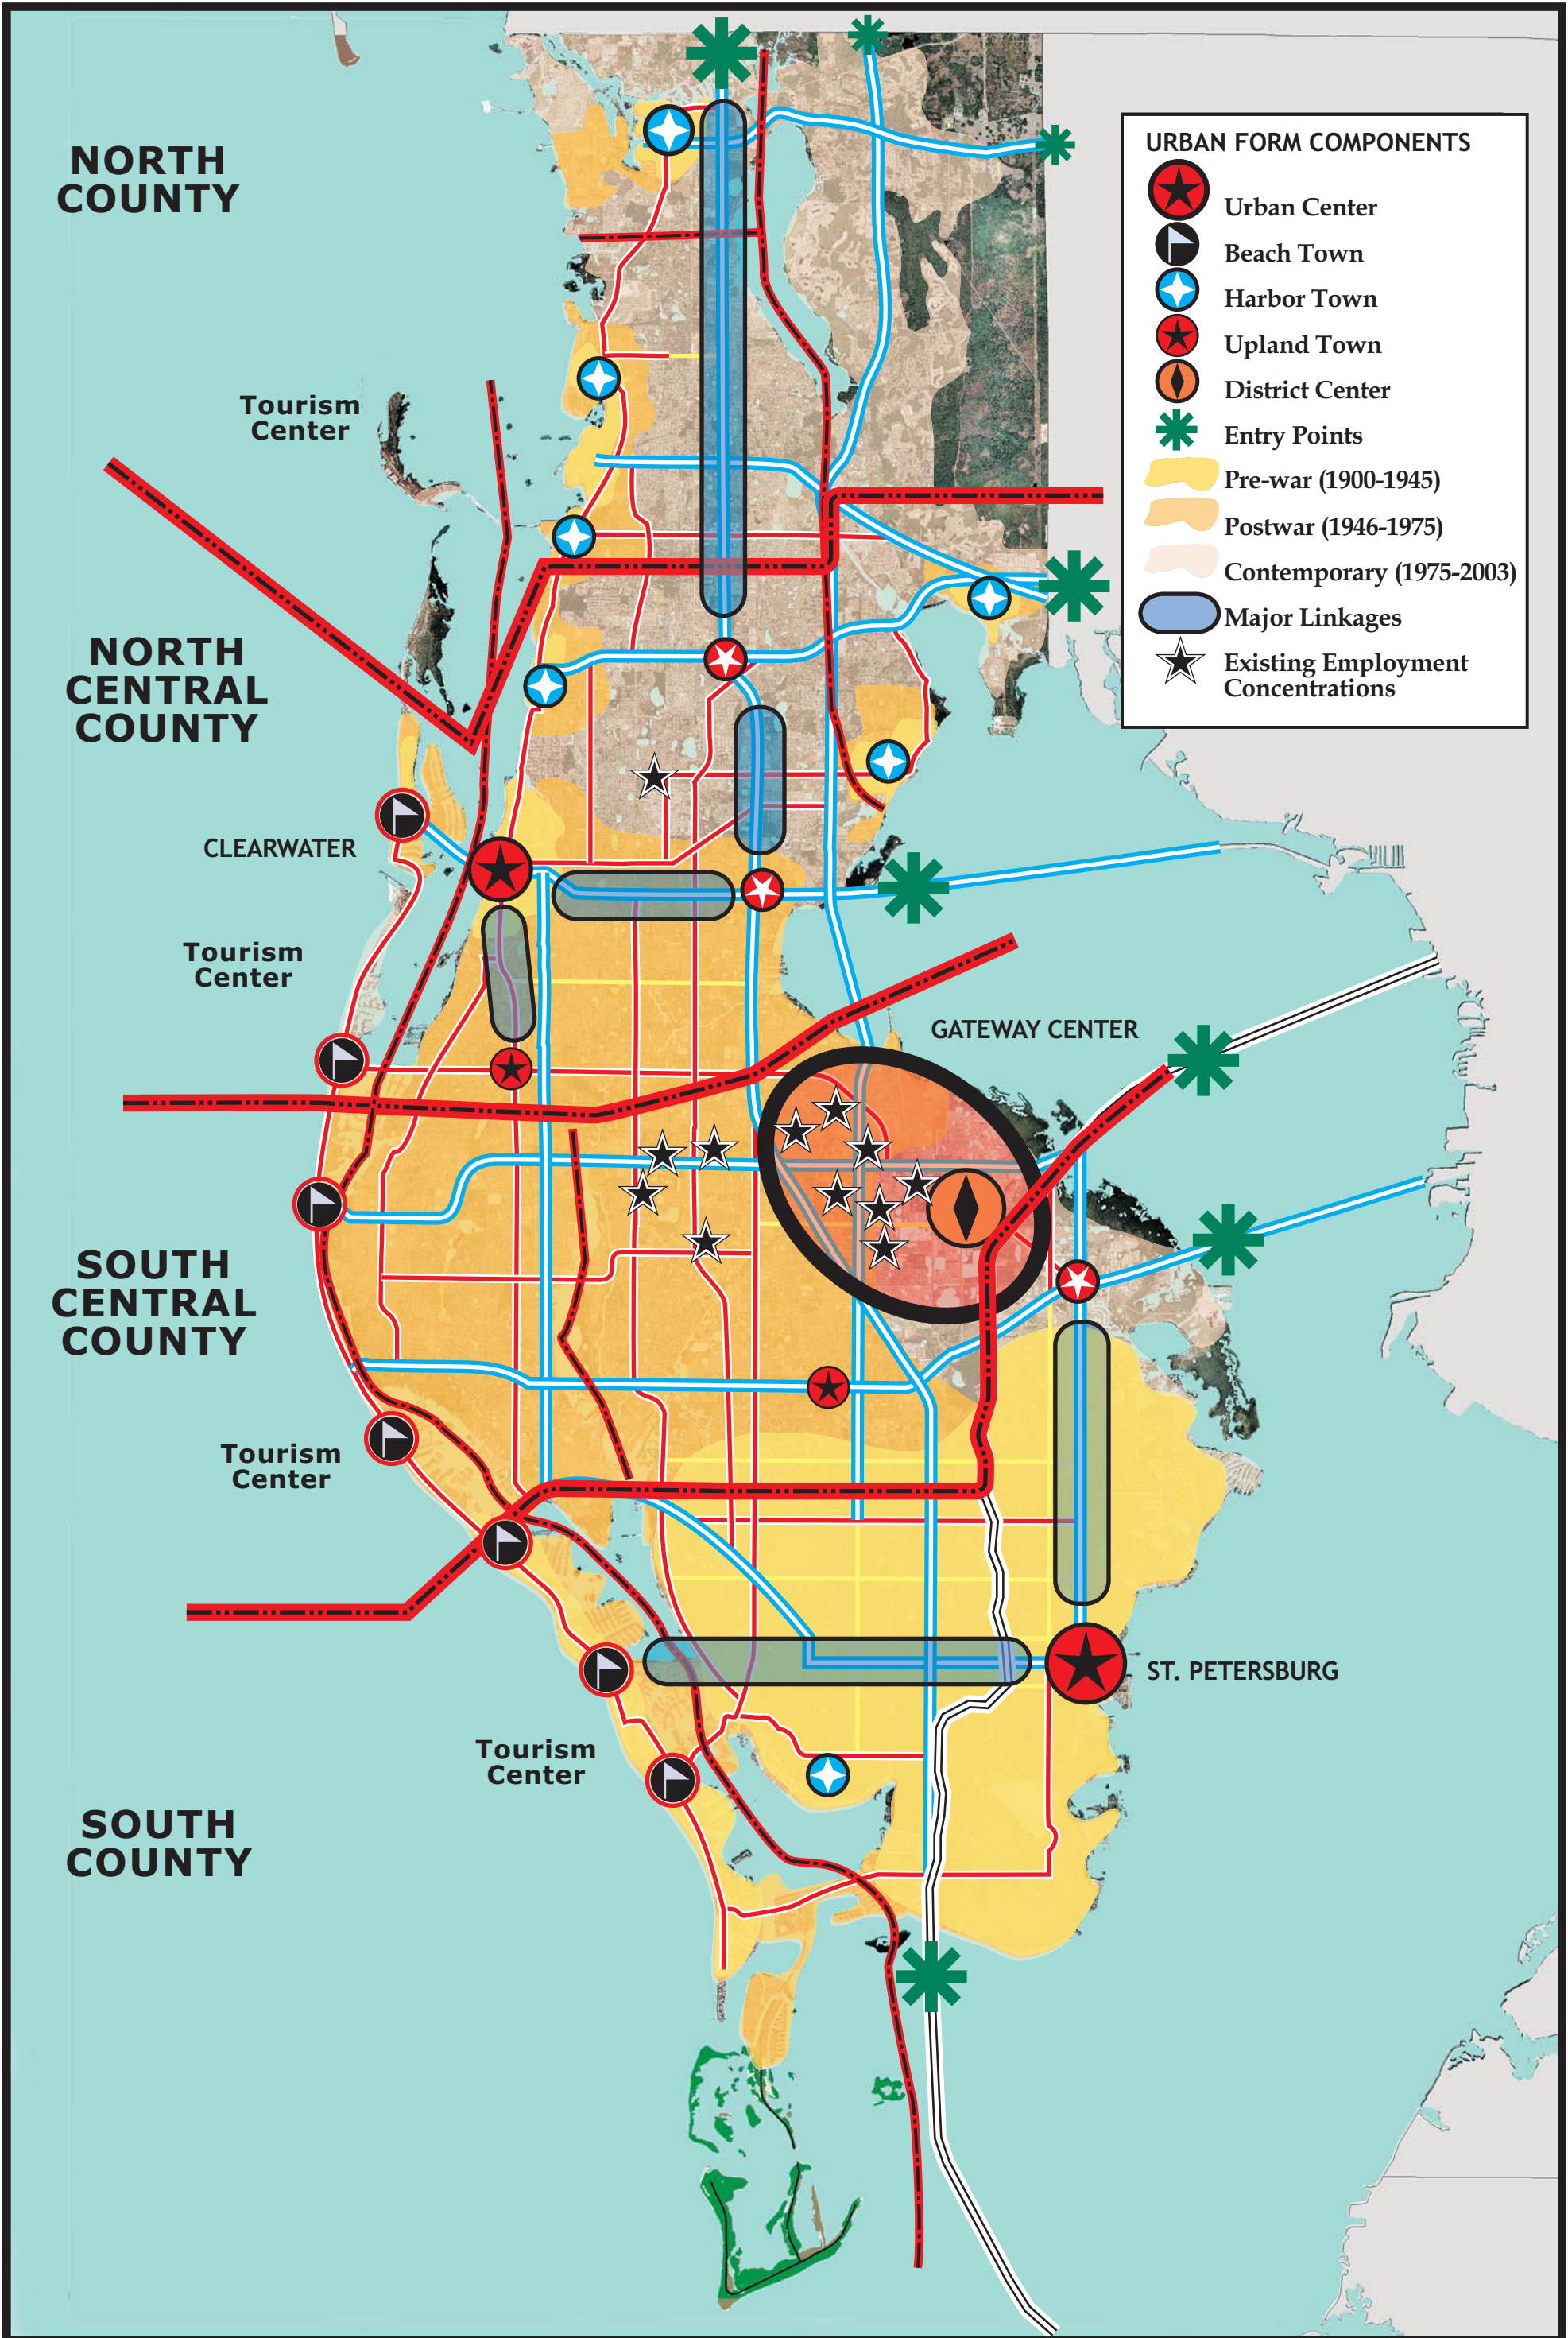 NORTH
COUNTY
URBAN FORM COMPONENTS
Urban Center
Beach Town
Harbor Town
Upland Town
District Center
Entry Points
Pre-war (1900-1945)
Postwar (1946-1975)
Contemporary (1975-2003)
Major Linkages
Existing Employment
Concentrations
Tourism
Center
NORTH
CENTRAL
COUNTY
CLEARWATER
Tourism
Center
GATEWAY CENTER
SOUTH
CENTRAL
COUNTY
Tourism
Center
ST. PETERSBURG
Tourism
Center
SOUTH
COUNTY